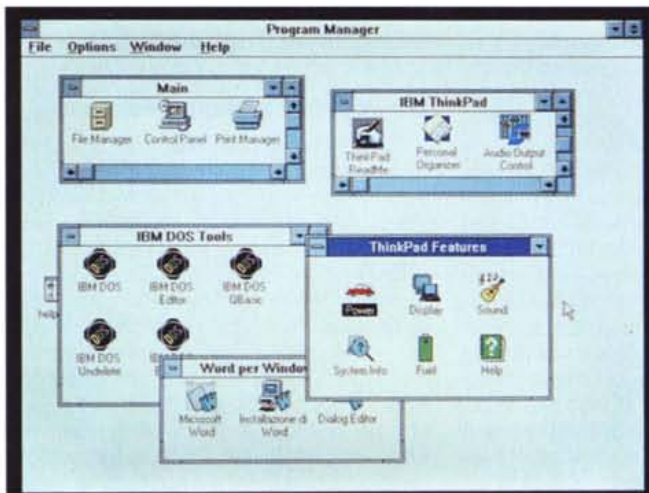 Program Manager
File Options Window Help
Main
File Manager Control Panel Print Manager
IBM ThinkPad
ThinkPad ReadMe
Personal Organizer
Audio Output Control
IBM DOS Tools
IBM DOS
IBM DOS Editor
IBM DOS QBasic
IBM DOS Undelete
ThinkPad Features
Power Display Sound
System Info Fuel Help
Word per Window
Microsoft Word
Installazione di Word
Dialog Editor